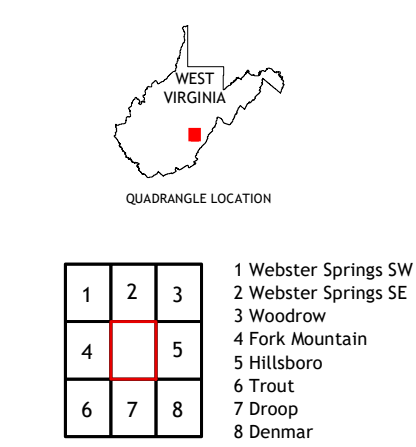 WEST
VIRGINIA
QUADRANGLE LOCATION
1 2 3
4 5
6 7 8
1 Webster Springs SW
2 Webster Springs SE
3 Woodrow
4 Fork Mountain
5 Hillsboro
6 Trout
7 Droop
8 Denmar